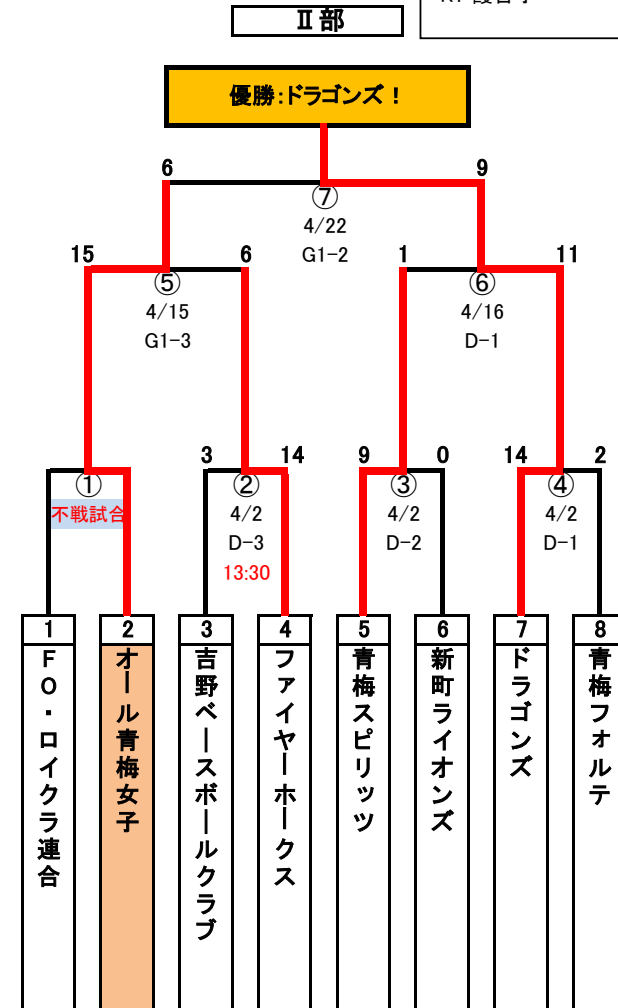 Ⅱ部
優勝:ドラゴンズ！
6
9
⑦
4/22
G1-2
15
6
1
11
⑤
4/15
G1-3
⑥
4/16
D-1
3
14
9
0
14
2
①
不戦試合
②
4/2
D-3
13:30
③
4/2
D-2
④
4/2
D-1
1
2
3
4
5
6
7
8
FO・ロイクラ連合
オール青梅女子
吉野ベースボールクラブ
ファイヤーホークス
青梅スピリッツ
新町ライオンズ
ドラゴンズ
青梅フォルテ